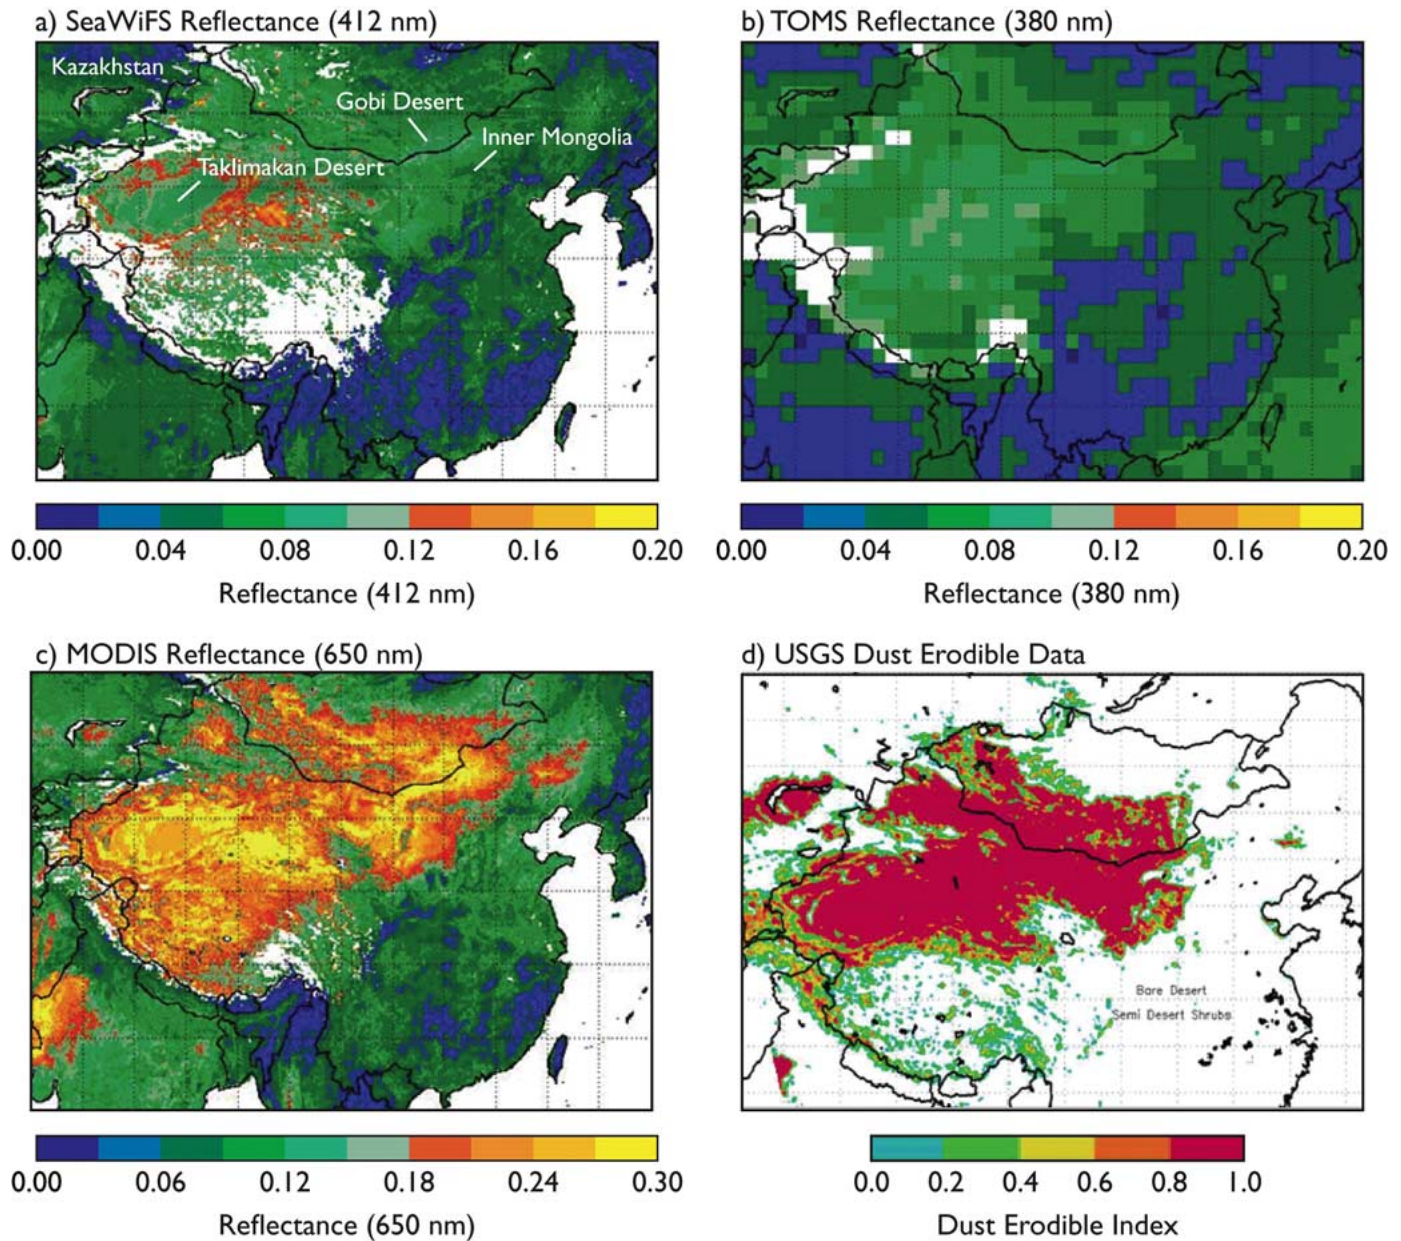 a) SeaWiFS Reflectance (412 nm)
Kazakhstan
Gobi Desert
Inner Mongolia
Taklimakan Desert
0.00 0.04 0.08 0.12 0.16 0.20
Reflectance (412 nm)
b) TOMS Reflectance (380 nm)
0.00 0.04 0.08 0.12 0.16 0.20
Reflectance (380 nm)
c) MODIS Reflectance (650 nm)
0.00 0.06 0.12 0.18 0.24 0.30
Reflectance (650 nm)
d) USGS Dust Erodible Data
Bare Desert
Semi Desert Shrubs
0.0 0.2 0.4 0.6 0.8 1.0
Dust Erodible Index